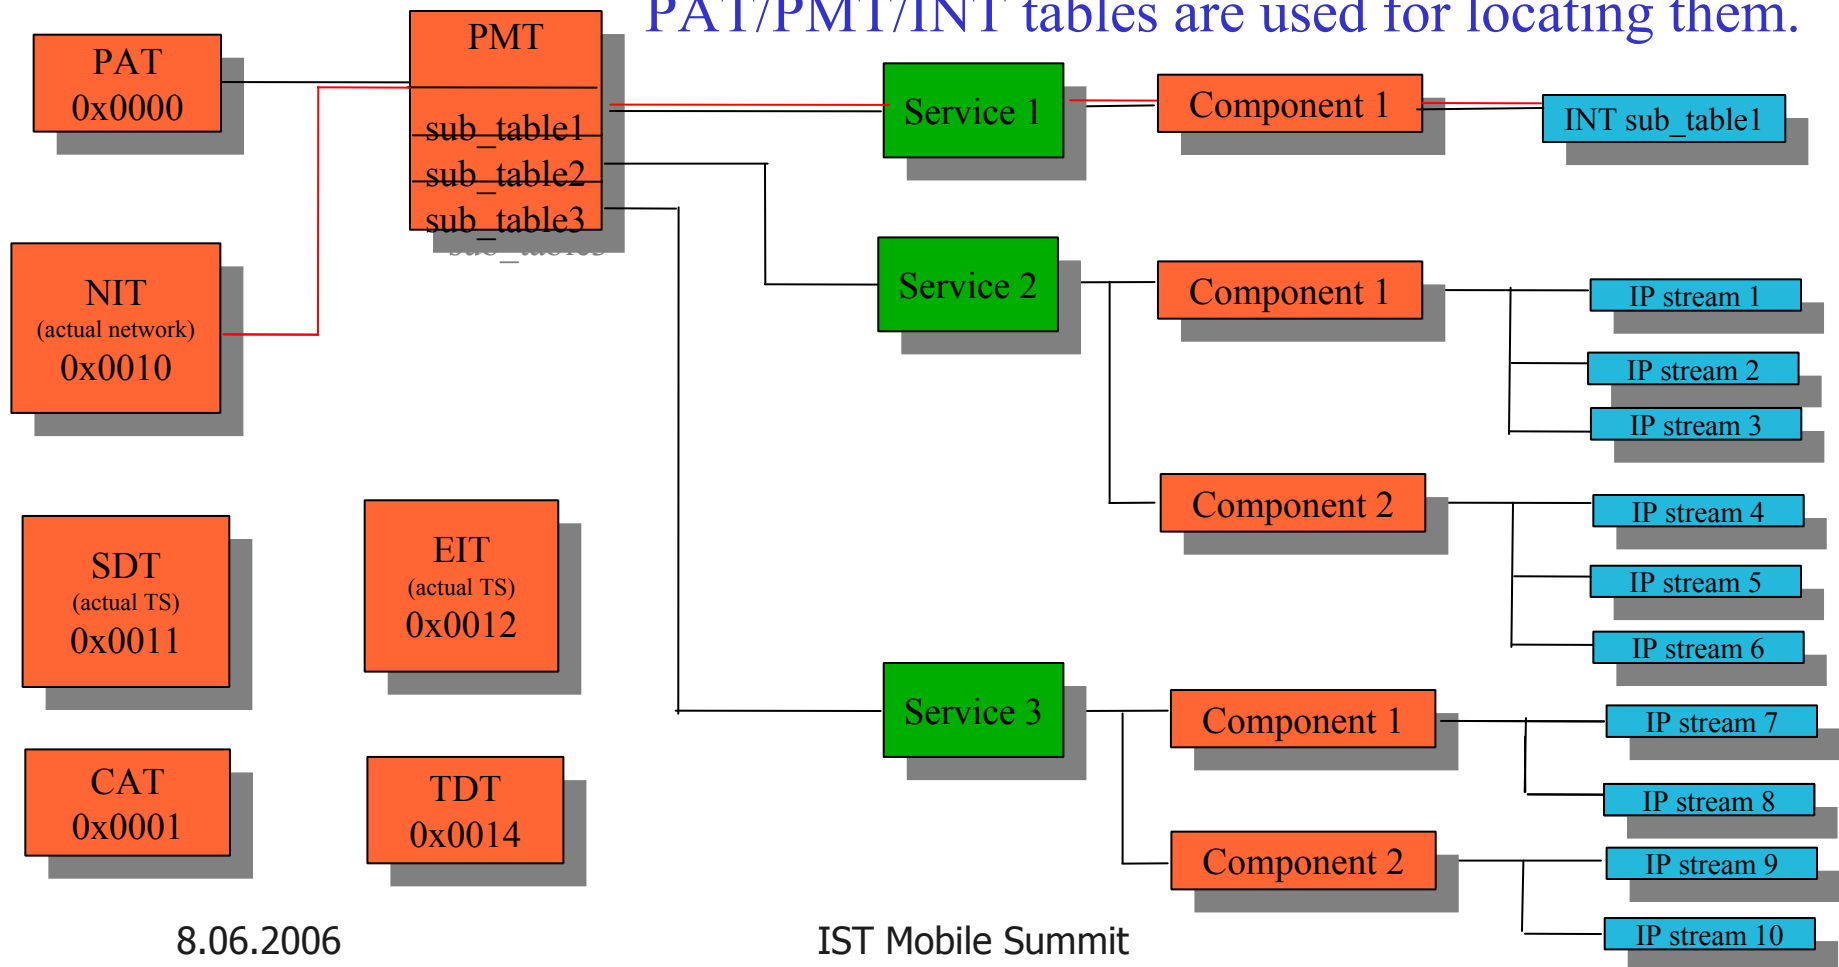 PAT/PMT/INT tables are used for locating them.
PAT
0x0000
PMT
sub_table1
sub_table2
sub_table3
sub_table3
Service 1
Component 1
INT sub_table1
NIT
(actual network)
0x0010
Service 2
Component 1
IP stream 1
IP stream 2
IP stream 3
Component 2
IP stream 4
IP stream 5
IP stream 6
SDT
(actual TS)
0x0011
EIT
(actual TS)
0x0012
Service 3
Component 1
IP stream 7
IP stream 8
Component 2
IP stream 9
IP stream 10
CAT
0x0001
TDT
0x0014
8.06.2006
IST Mobile Summit